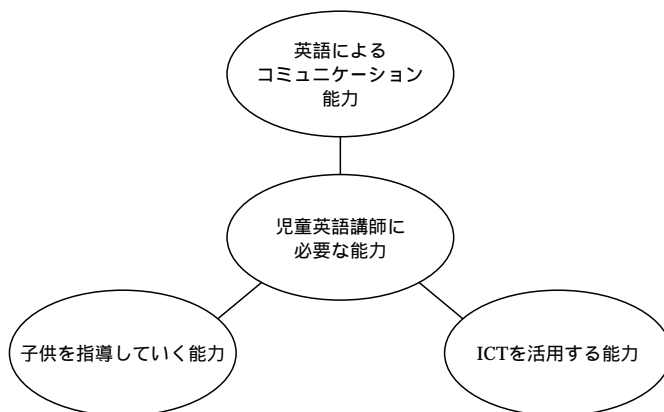 英語による
コミュニケーション
能力
児童英語講師に
必要な能力
子供を指導していく能力
ICTを活用する能力